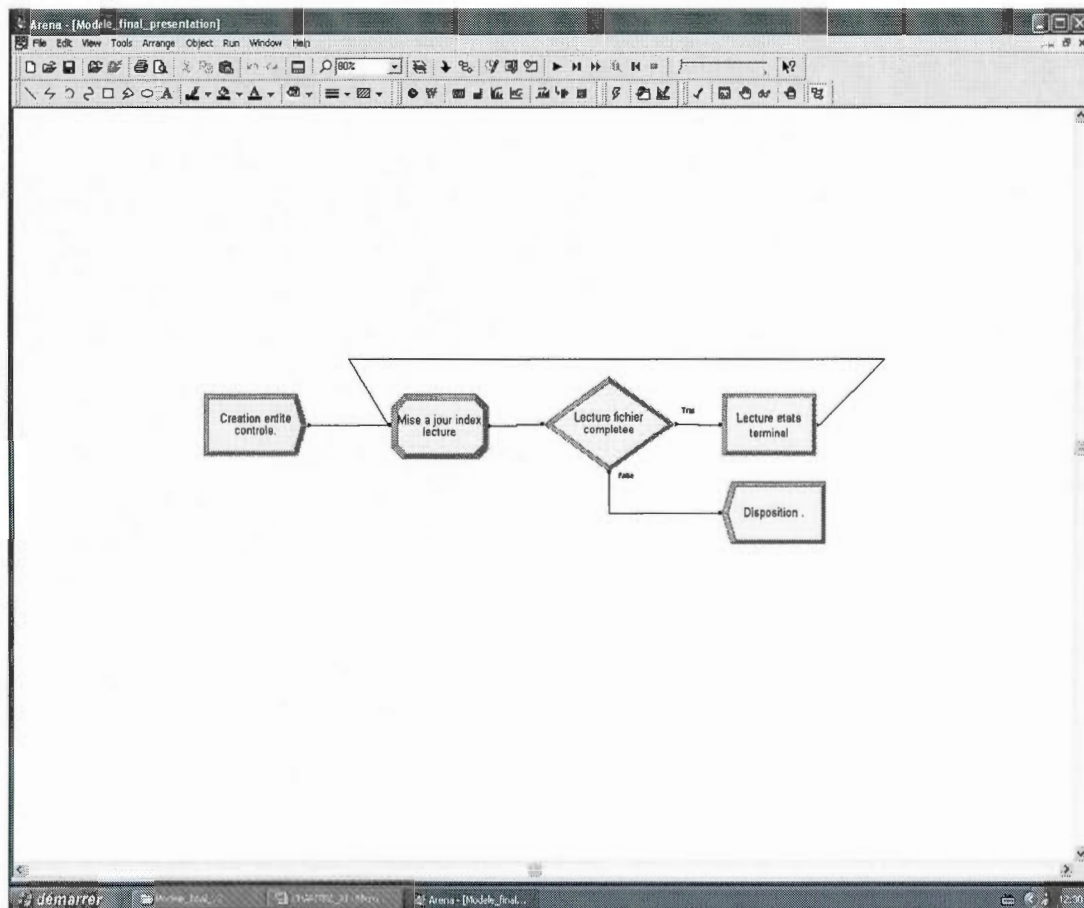 Arena - [Modele_final_presentation]
File Edit View Tools Arrange Object Run Window Help
80%
Creation entite
controle.
Mise a jour index
lecture
Lecture fichier
completee
True
Lecture etats
terminal
False
Disposition .
démarrer
Arena - [Modele_final...